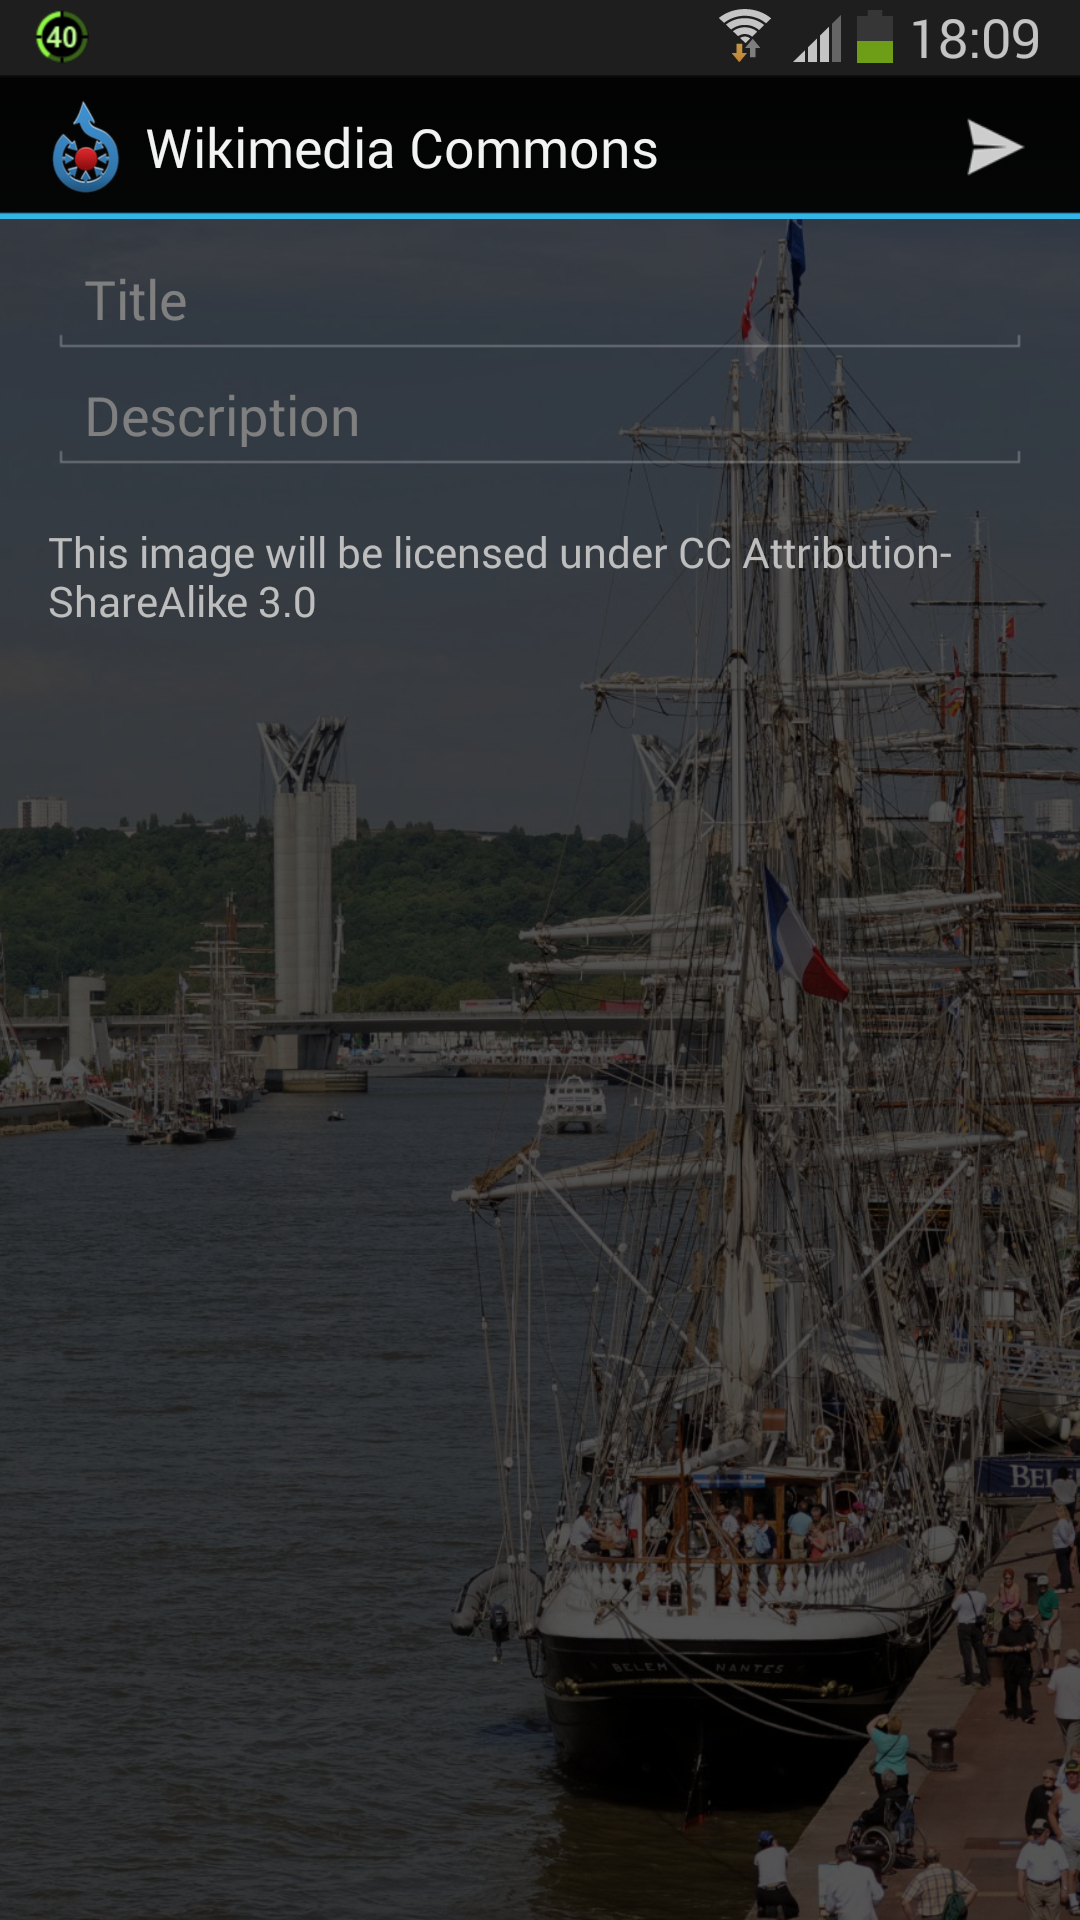 40 18:09
Wikimedia Commons
Title
Description
This image will be licensed under CC Attribution-
ShareAlike 3.0
BELEM NANTES